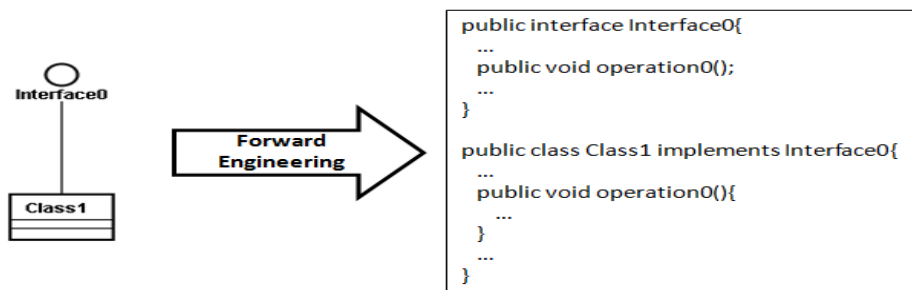 Interface0
Class1
Forward
Engineering
public interface Interface0{
...
public void operation0();
...
}
public class Class1 implements Interface0{
...
public void operation0(){
...
}
...
}